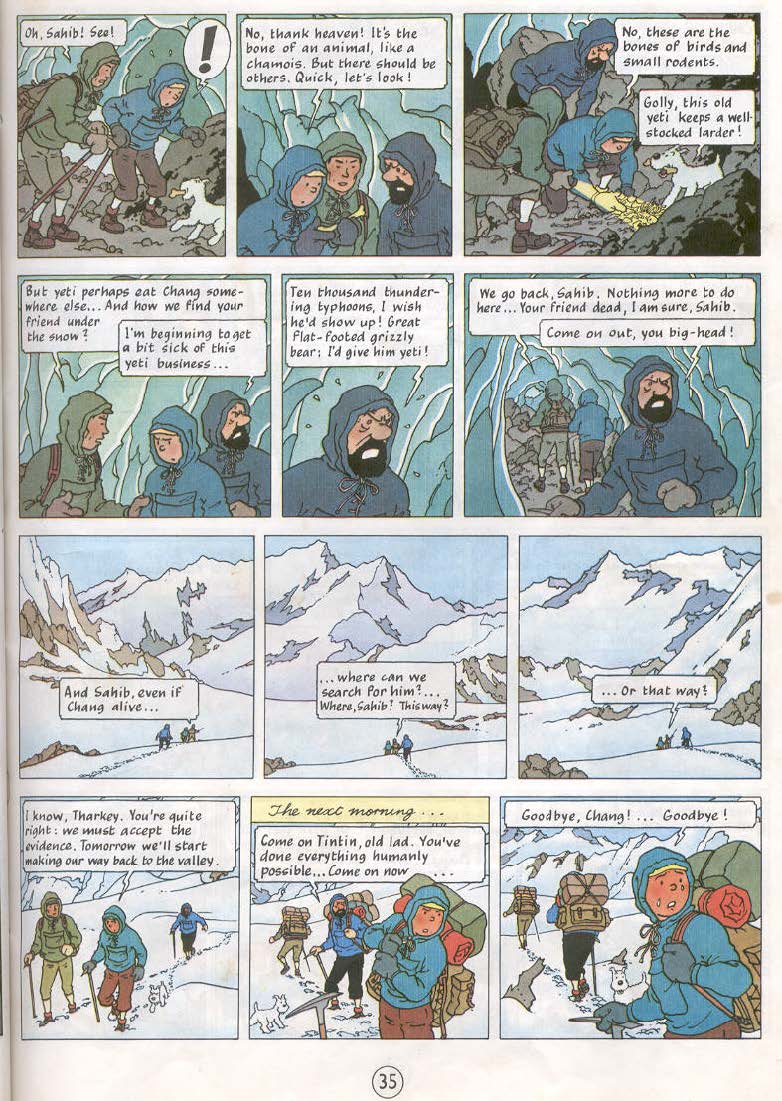 Oh, Sahib! See!
!
No, thank heaven! It's the
bone of an animal, like a
chamois. But there should be
others. Quick, let's look!
No, these are the
bones of birds and
small rodents.
Golly, this old
yeti keeps a well-
stocked larder!
But yeti perhaps eat Chang some-
where else... And how we find your
friend under
the snow?
I'm beginning to get
a bit sick of this
yeti business...
Ten thousand thunder-
ing typhoons, I wish
he'd show up! Great
flat-footed grizzly
bear: I'd give him yeti!
We go back, Sahib. Nothing more to do
here... Your friend dead, I am sure, Sahib.
Come on out, you big-head!
And Sahib, even if
Chang alive...
...where can we
search for him?...
Where, Sahib? This way?
...Or that way?
I know, Tharkey. You're quite
right: we must accept the
evidence. Tomorrow we'll start
making our way back to the valley.
The next morning...
Come on Tintin, old lad. You've
done everything humanly
possible... Come on now ....
Goodbye, Chang! ... Goodbye!
35